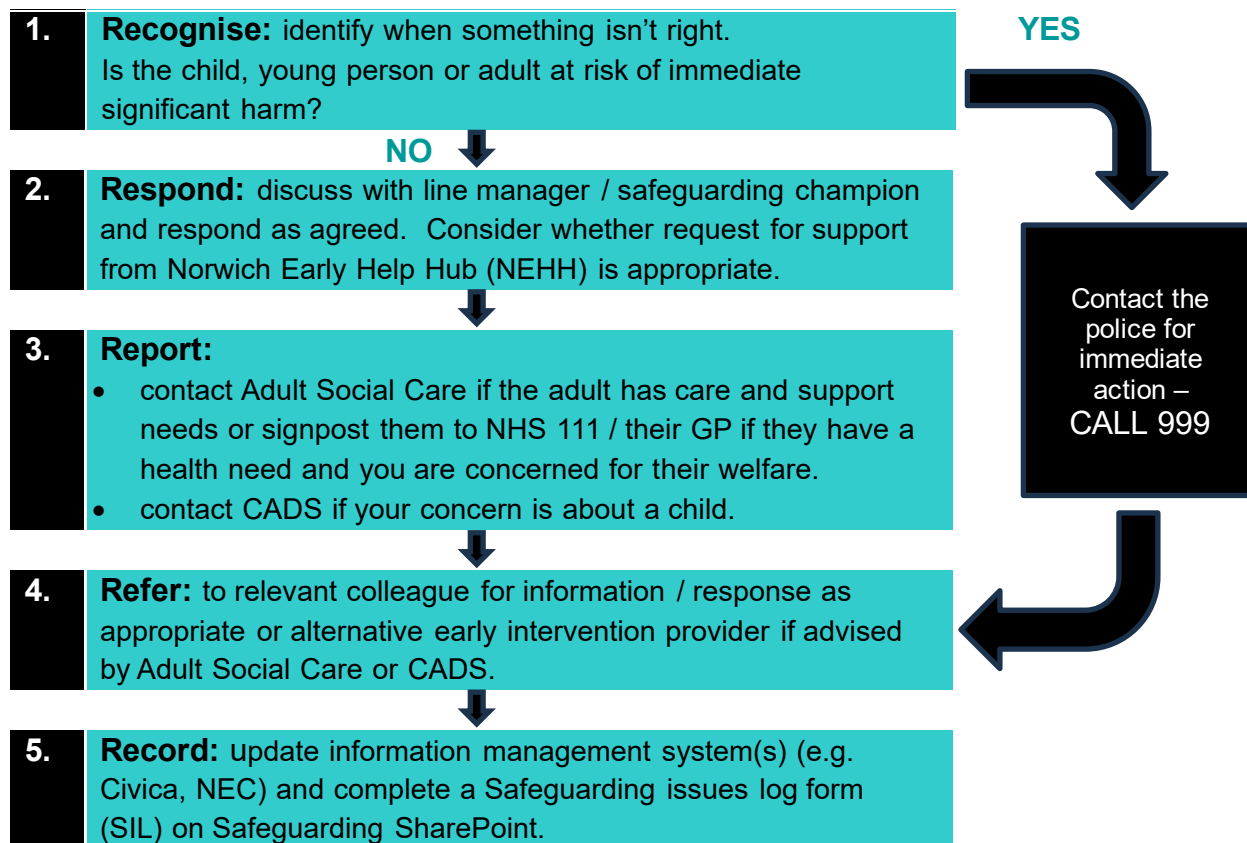 1. Recognise: identify when something isn’t right.
Is the child, young person or adult at risk of immediate
significant harm?
YES
NO
2. Respond: discuss with line manager / safeguarding champion
and respond as agreed. Consider whether request for support
from Norwich Early Help Hub (NEHH) is appropriate.
3. Report:
• contact Adult Social Care if the adult has care and support
needs or signpost them to NHS 111 / their GP if they have a
health need and you are concerned for their welfare.
• contact CADS if your concern is about a child.
Contact the
police for
immediate
action –
CALL 999
4. Refer: to relevant colleague for information / response as
appropriate or alternative early intervention provider if advised
by Adult Social Care or CADS.
5. Record: update information management system(s) (e.g.
Civica, NEC) and complete a Safeguarding issues log form
(SIL) on Safeguarding SharePoint.